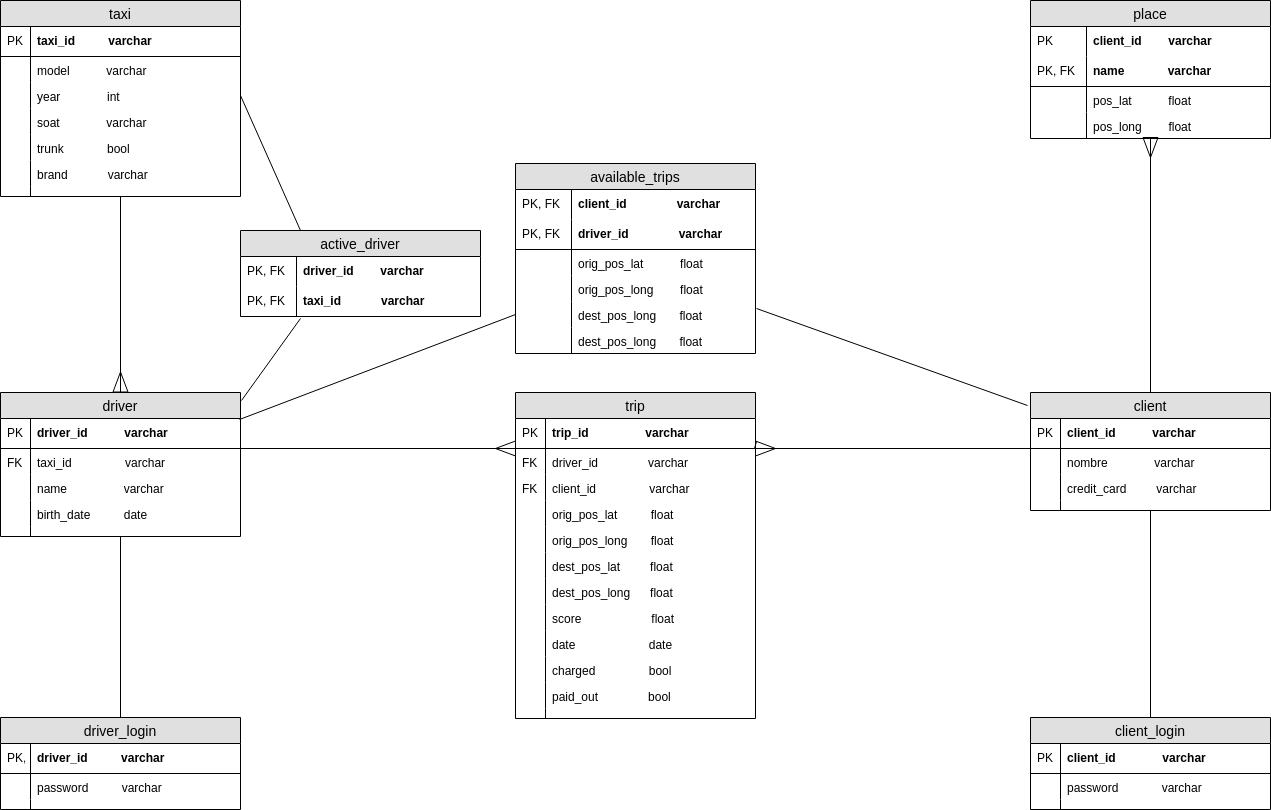 taxi
PK taxi_id varchar
model varchar
year int
soat varchar
trunk bool
brand varchar
place
PK client_id varchar
PK, FK name varchar
pos_lat float
pos_long float
available_trips
PK, FK client_id varchar
PK, FK driver_id varchar
orig_pos_lat float
orig_pos_long float
dest_pos_long float
dest_pos_long float
active_driver
PK, FK driver_id varchar
PK, FK taxi_id varchar
driver
PK driver_id varchar
FK taxi_id varchar
name varchar
birth_date date
trip
PK trip_id varchar
FK driver_id varchar
FK client_id varchar
orig_pos_lat float
orig_pos_long float
dest_pos_lat float
dest_pos_long float
score float
date date
charged bool
paid_out bool
client
PK client_id varchar
nombre varchar
credit_card varchar
driver_login
PK, driver_id varchar
password varchar
client_login
PK client_id varchar
password varchar